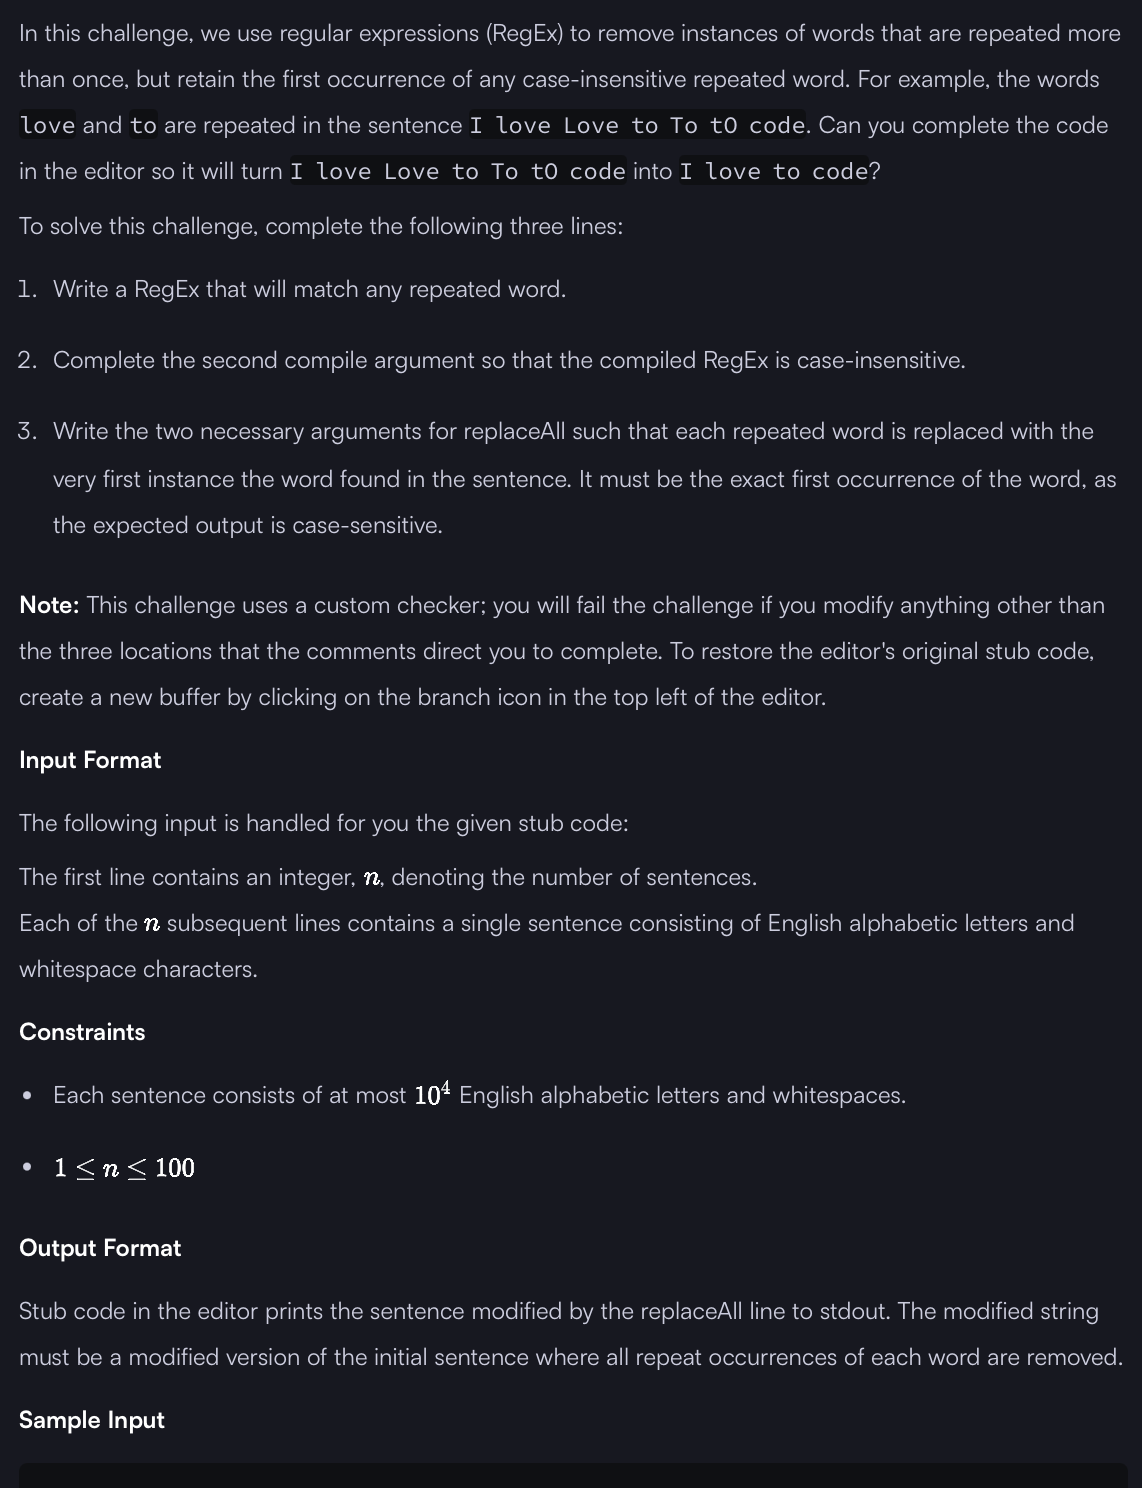 In this challenge, we use regular expressions (RegEx) to remove instances of words that are repeated more
than once, but retain the first occurrence of any case-insensitive repeated word. For example, the words
love and to are repeated in the sentence I love Love to To tO code. Can you complete the code
in the editor so it will turn I love Love to To tO code into I love to code?
To solve this challenge, complete the following three lines:
1. Write a RegEx that will match any repeated word.
2. Complete the second compile argument so that the compiled RegEx is case-insensitive.
3. Write the two necessary arguments for replaceAll such that each repeated word is replaced with the
very first instance the word found in the sentence. It must be the exact first occurrence of the word, as
the expected output is case-sensitive.
Note: This challenge uses a custom checker; you will fail the challenge if you modify anything other than
the three locations that the comments direct you to complete. To restore the editor's original stub code,
create a new buffer by clicking on the branch icon in the top left of the editor.
Input Format
The following input is handled for you the given stub code:
The first line contains an integer, n, denoting the number of sentences.
Each of the n subsequent lines contains a single sentence consisting of English alphabetic letters and
whitespace characters.
Constraints
• Each sentence consists of at most 10⁴ English alphabetic letters and whitespaces.
• 1 ≤ n ≤ 100
Output Format
Stub code in the editor prints the sentence modified by the replaceAll line to stdout. The modified string
must be a modified version of the initial sentence where all repeat occurrences of each word are removed.
Sample Input